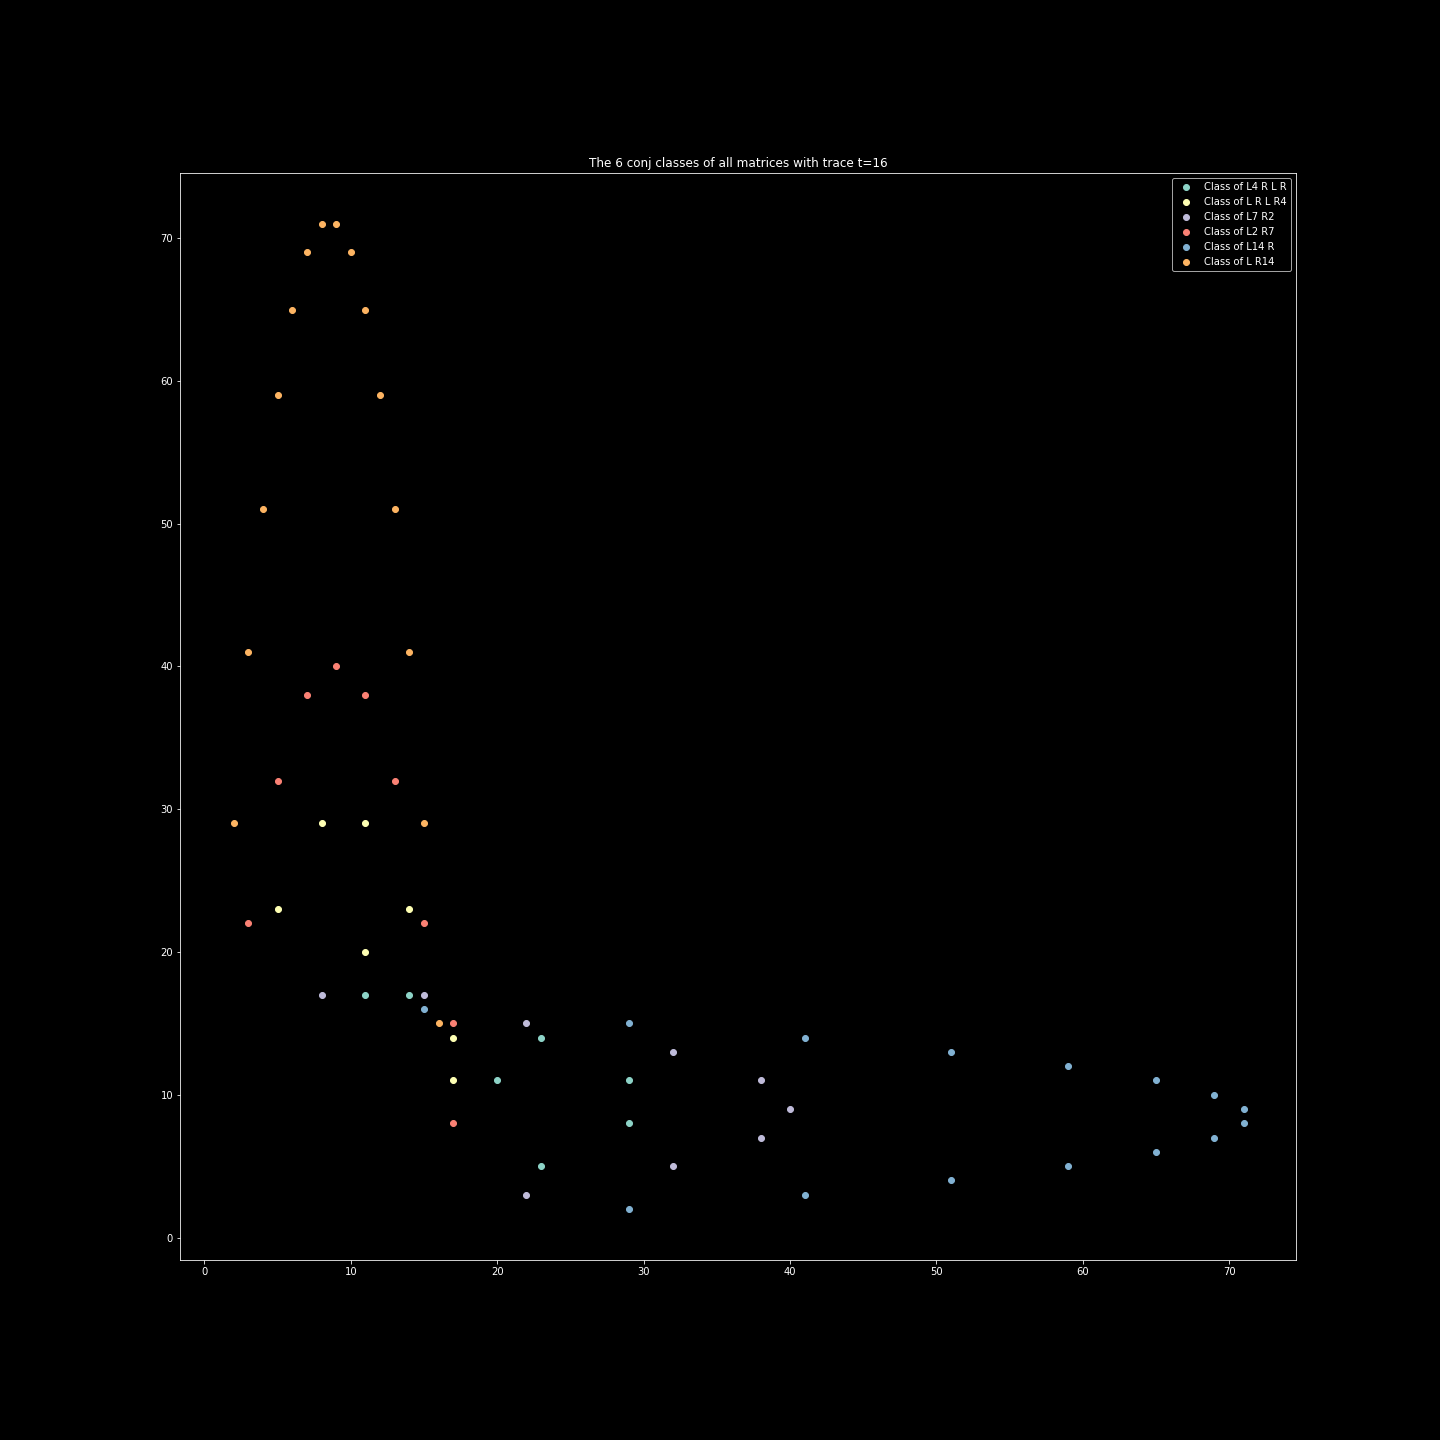 The 6 conj classes of all matrices with trace t=16
Class of L4 R L R
Class of L R L R4
Class of L7 R2
Class of L2 R7
Class of L14 R
Class of L R14
70
60
50
40
30
20
10
0
0 10 20 30 40 50 60 70